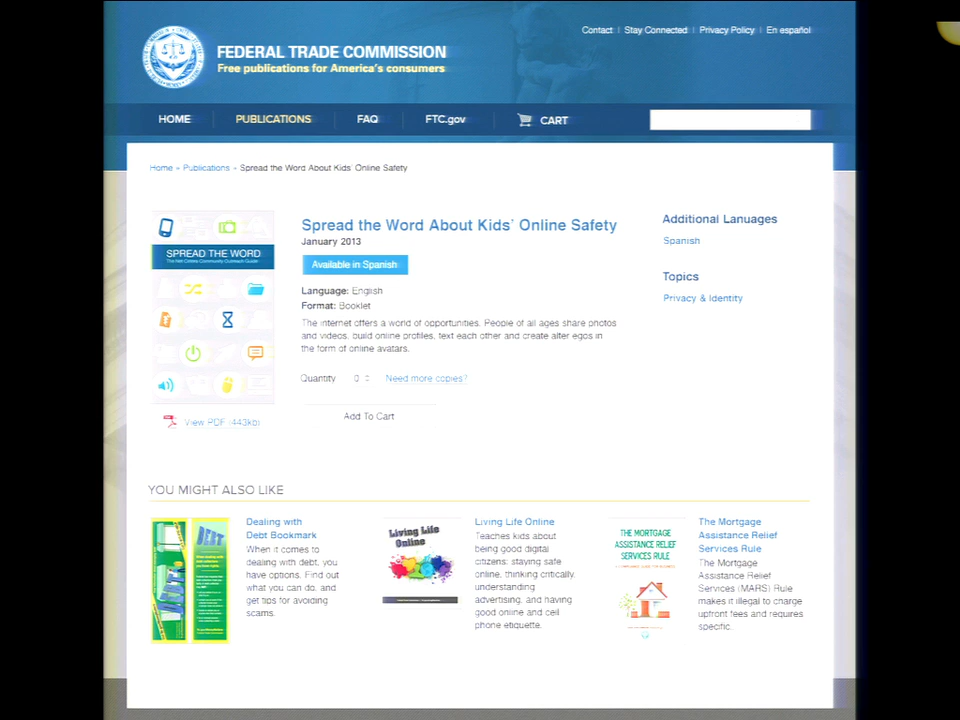 Contact | Stay Connected | Privacy Policy | En español
FEDERAL TRADE COMMISSION
Free publications for America's consumers
HOME
PUBLICATIONS
FAQ
FTC.gov
CART
Home » Publications » Spread the Word About Kids' Online Safety
SPREAD THE WORD
The Net Cetera Community Outreach Guide
View PDF (443kb)
Spread the Word About Kids' Online Safety
January 2013
Available in Spanish
Language: English
Format: Booklet
The internet offers a world of opportunities. People of all ages share photos
and videos, build online profiles, text each other and create alter egos in
the form of online avatars.
Quantity 0 Need more copies?
Add To Cart
Additional Lanuages
Spanish
Topics
Privacy & Identity
YOU MIGHT ALSO LIKE
DEBT
Dealing with
Debt Bookmark
When it comes to
dealing with debt, you
have options. Find out
what you can do, and
get tips for avoiding
scams.
Living Life
Online
Living Life Online
Teaches kids about
being good digital
citizens: staying safe
online, thinking critically,
understanding
advertising, and having
good online and cell
phone etiquette.
THE MORTGAGE
ASSISTANCE RELIEF
SERVICES RULE
The Mortgage
Assistance Relief
Services Rule
The Mortgage
Assistance Relief
Services (MARS) Rule
makes it illegal to charge
upfront fees and requires
specific.